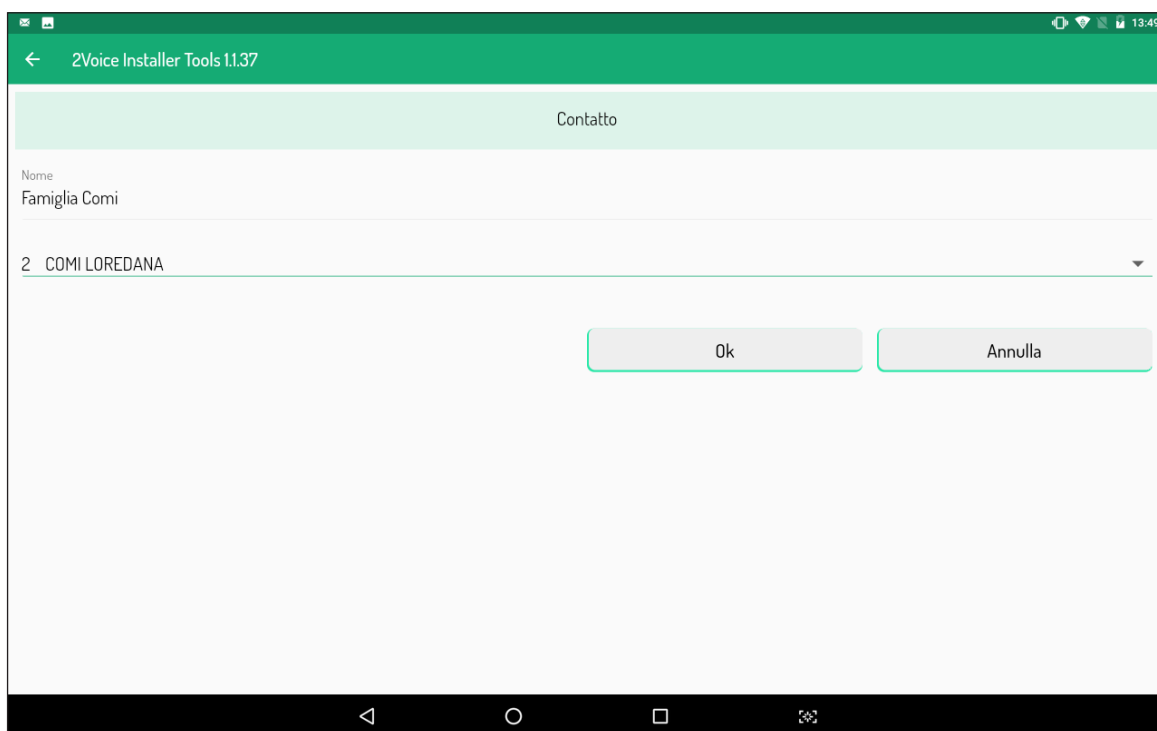 13:49
2Voice Installer Tools 1.1.37
Contatto
Nome
Famiglia Comi
2 COMI LOREDANA
Ok
Annulla